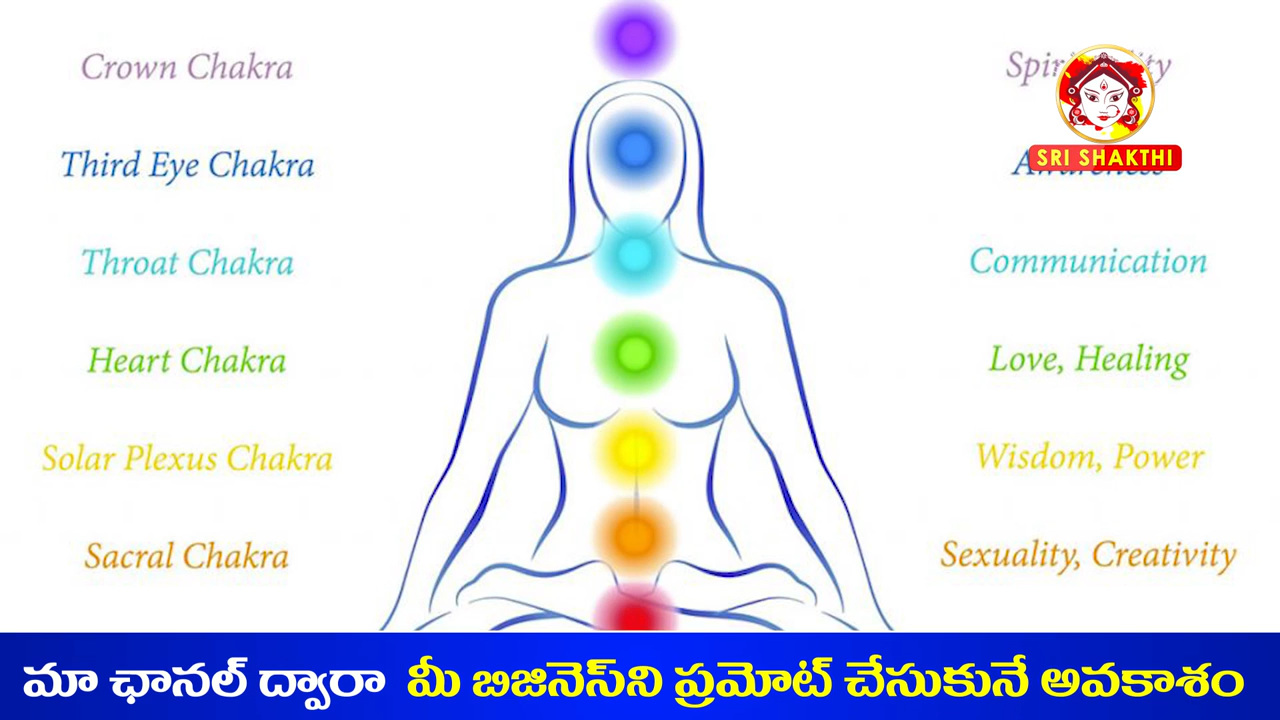 Crown Chakra
Third Eye Chakra
Throat Chakra
Heart Chakra
Solar Plexus Chakra
Sacral Chakra
SRI SHAKTHI
Communication
Love, Healing
Wisdom, Power
Sexuality, Creativity
మా ఛానల్ ద్వారా మీ బిజినెస్‌ని ప్రమోట్ చేసుకునే అవకాశం